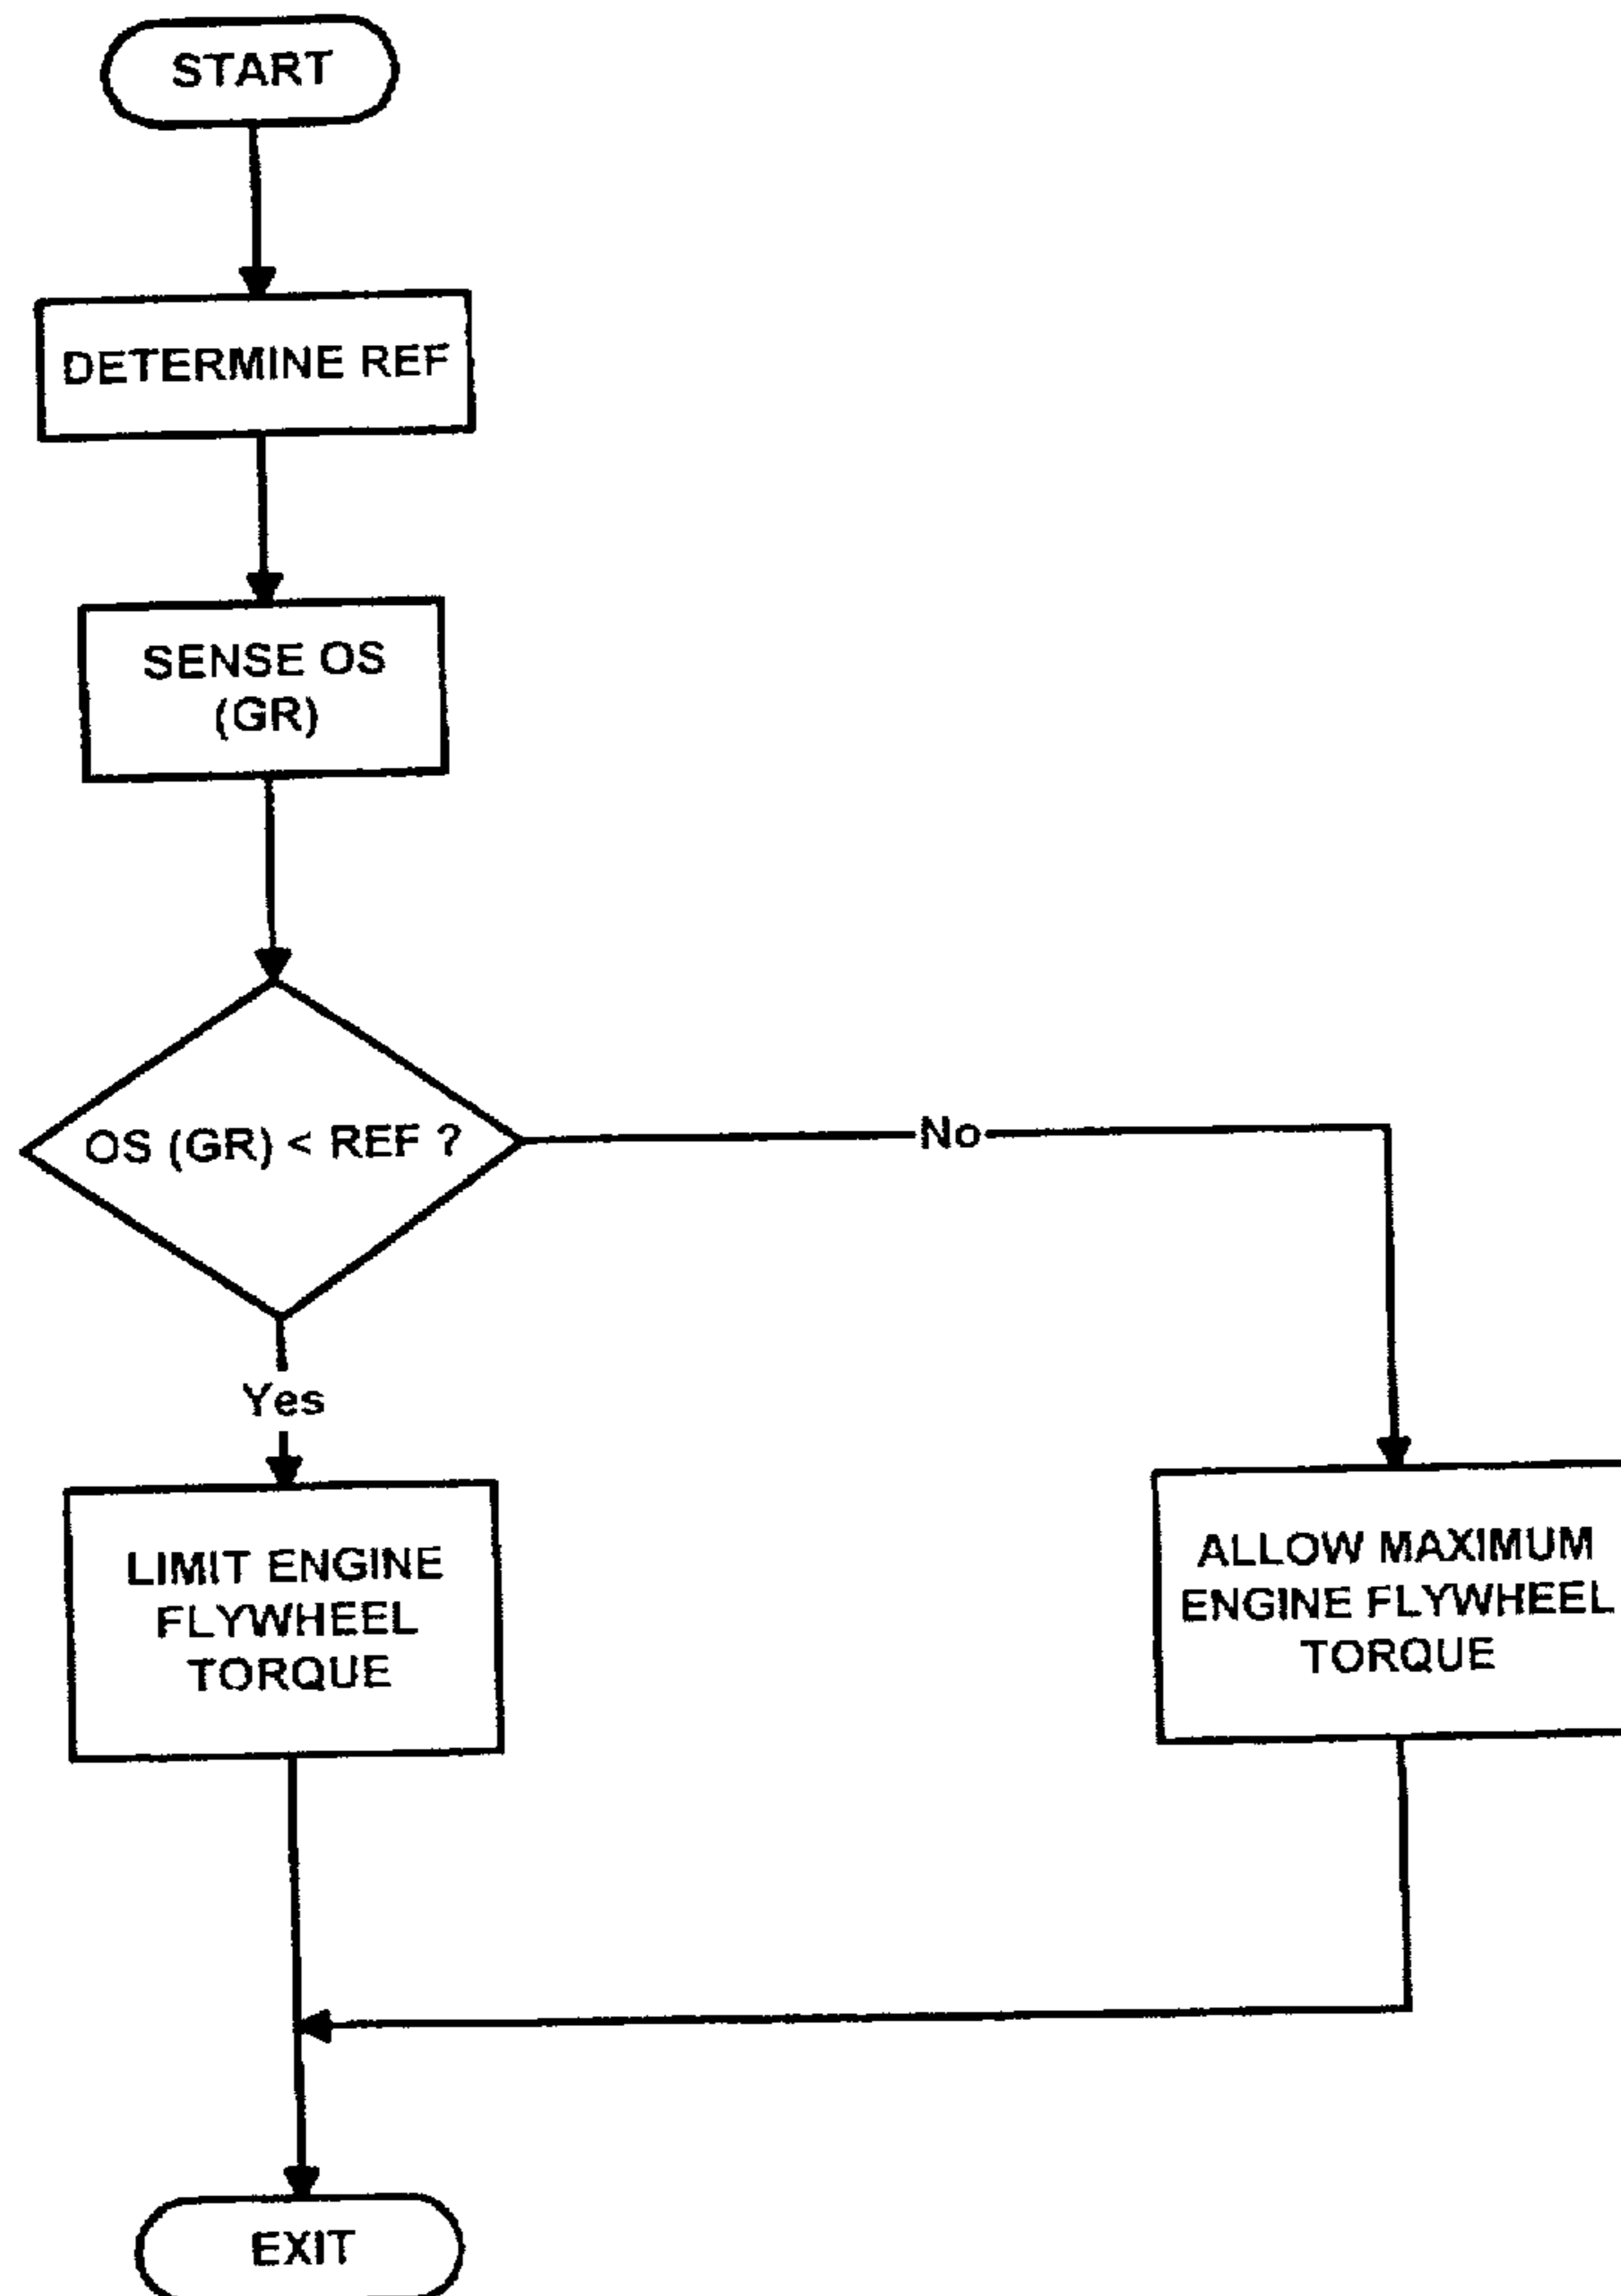 START
DETERMINE REF
SENSE OS
(GR)
OS (GR) < REF ?
No
Yes
LIMIT ENGINE
FLYWHEEL
TORQUE
ALLOW MAXIMUM
ENGINE FLYWHEEL
TORQUE
EXIT